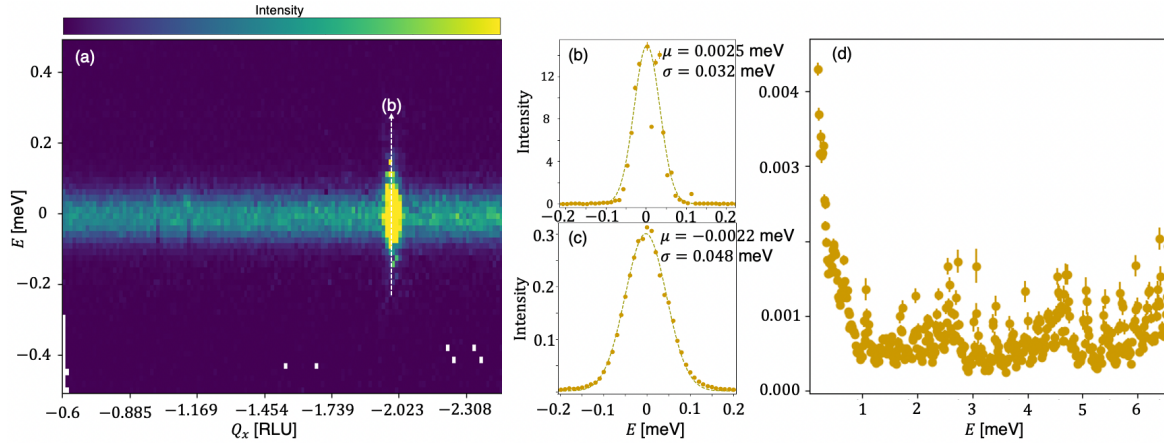 Intensity
(a)
(b)
0.4
0.2
0
−0.2
−0.4
E [meV]
−0.6 −0.885 −1.169 −1.454 −1.739 −2.023 −2.308
Q_x [RLU]
(b)
μ = 0.0025 meV
σ = 0.032 meV
12
8
4
0
Intensity
−0.2 −0.1 0 0.1 0.2
(c)
μ = −0.0022 meV
σ = 0.048 meV
0.3
0.2
0.1
Intensity
−0.2 −0.1 0 0.1 0.2
E [meV]
(d)
0.004
0.003
0.002
0.001
0.000
1 2 3 4 5 6
E [meV]